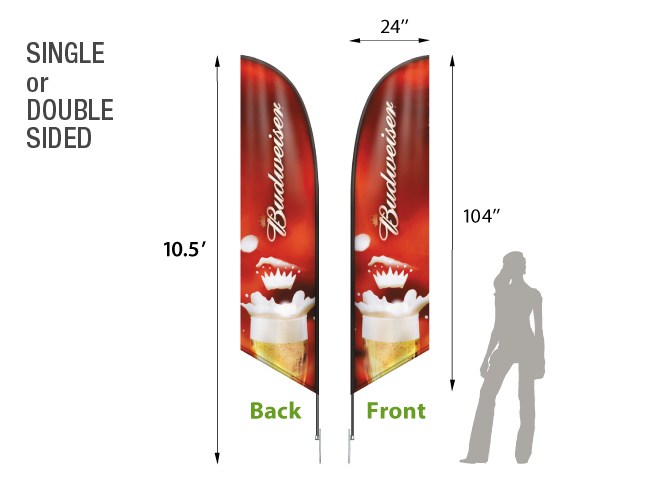 SINGLE
or
DOUBLE
SIDED
24”
10.5’
104”
Budweiser
Budweiser
Back
Front